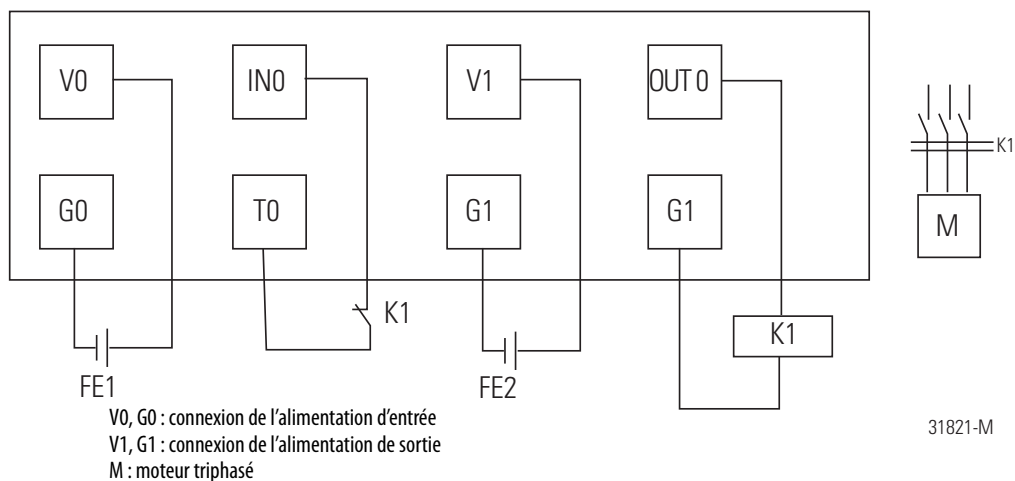 V0
IN0
V1
OUT 0
K1
G0
T0
G1
G1
M
K1
K1
FE1
FE2
V0, G0 : connexion de l'alimentation d'entrée
V1, G1 : connexion de l'alimentation de sortie
M : moteur triphasé
31821-M